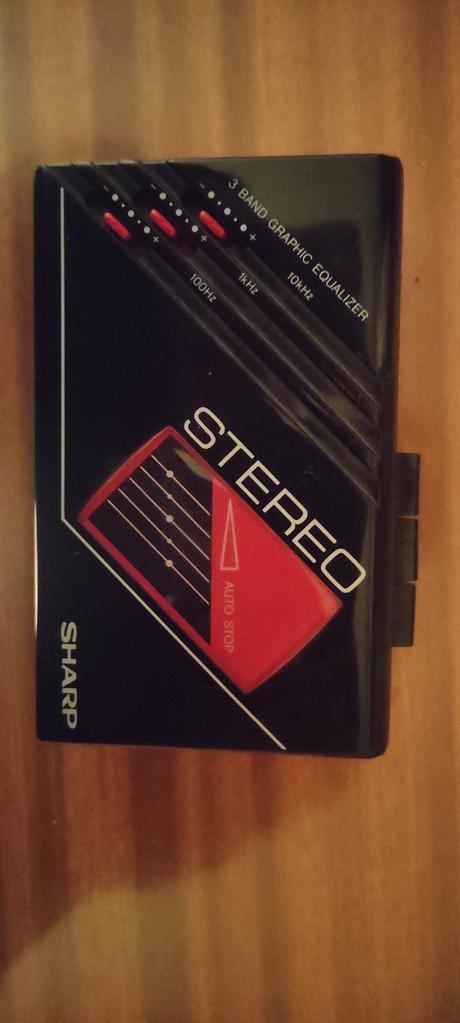 3 BAND GRAPHIC EQUALIZER
- +
- +
- +
100Hz
1kHz
10kHz
STEREO
AUTO STOP
SHARP